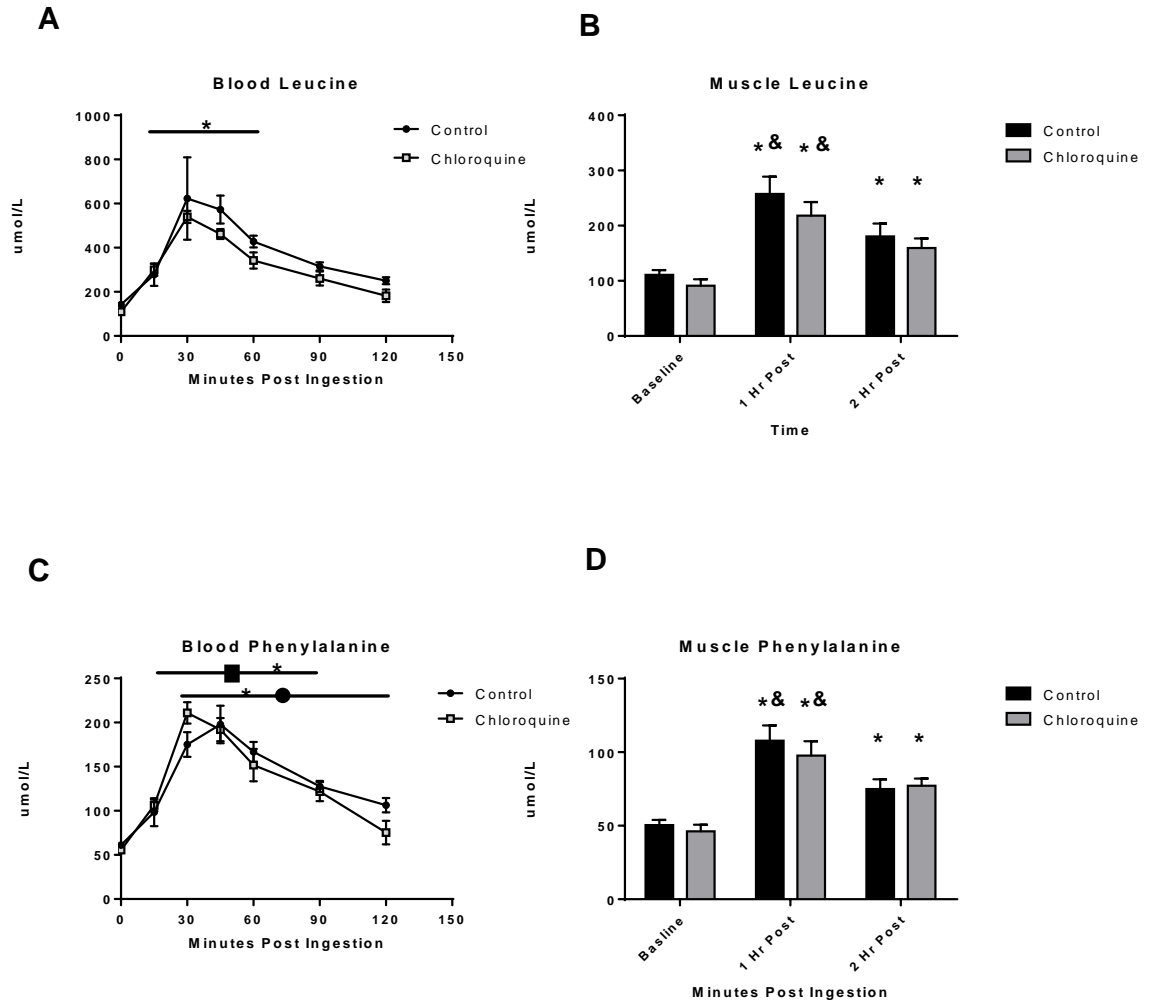 A
Blood Leucine
umol/L
1000
800
600
400
200
0
*
0 30 60 90 120 150
Minutes Post Ingestion
Control
Chloroquine
B
Muscle Leucine
umol/L
400
300
200
100
0
* & * &
* *
Baseline
1 Hr Post
2 Hr Post
Time
Control
Chloroquine
C
Blood Phenylalanine
umol/L
250
200
150
100
50
0
*
*
0 30 60 90 120 150
Minutes Post Ingestion
Control
Chloroquine
D
Muscle Phenylalanine
umol/L
150
100
50
0
* & * &
* *
Basline
1 Hr Post
2 Hr Post
Minutes Post Ingestion
Control
Chloroquine